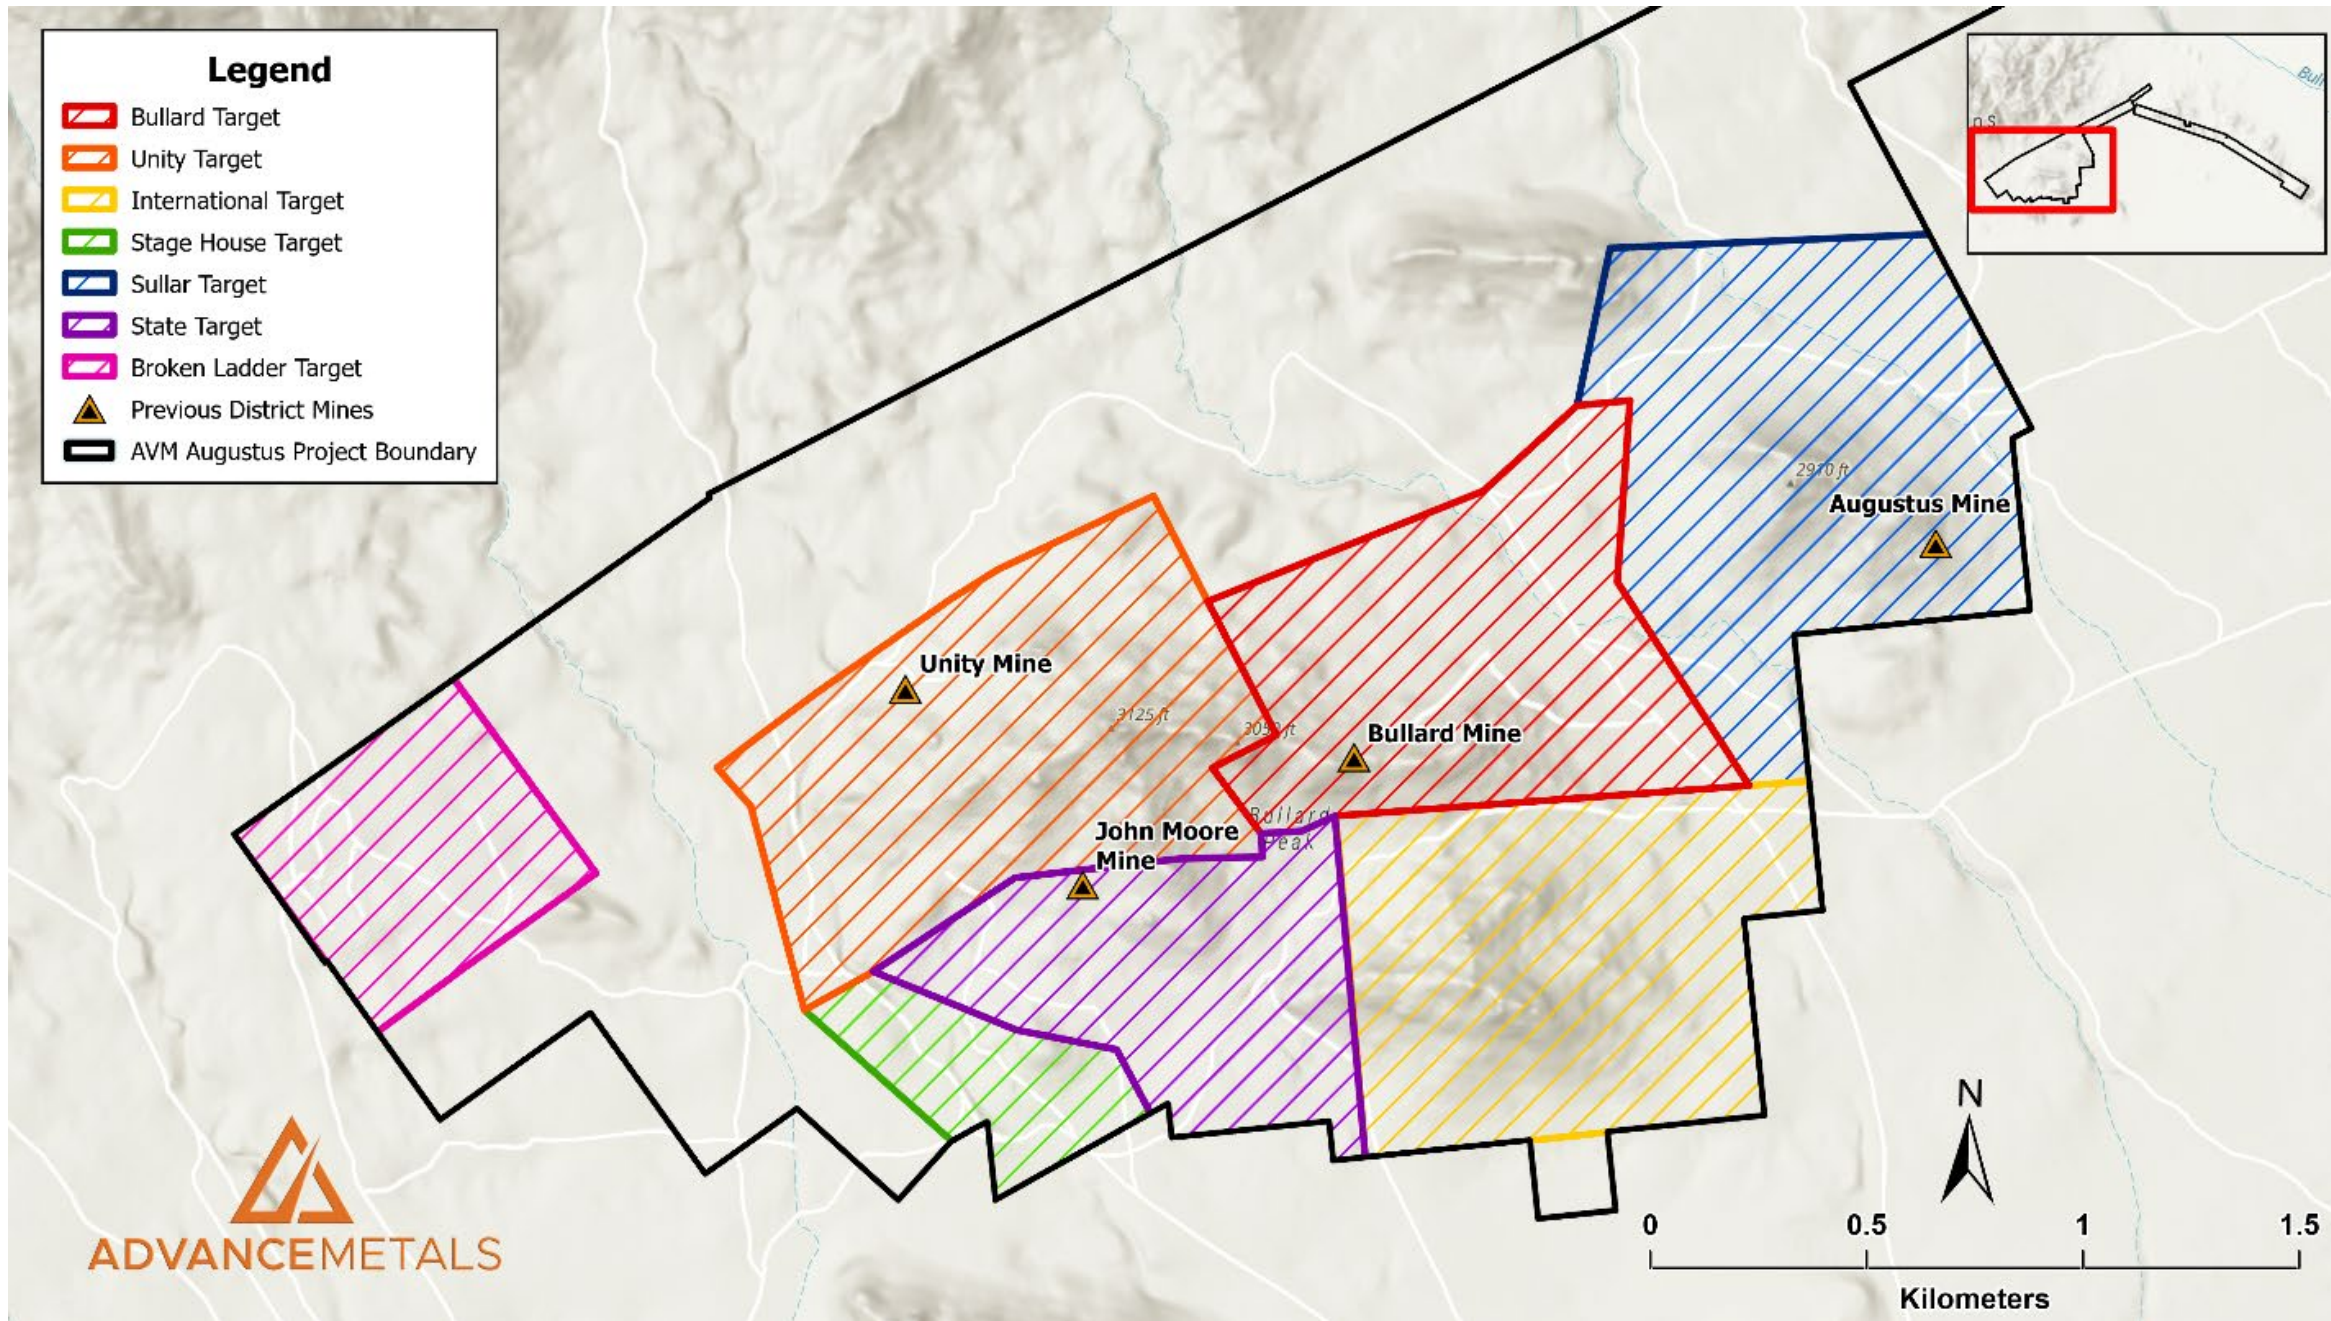 Legend
Bullard Target
Unity Target
International Target
Stage House Target
Sullar Target
State Target
Broken Ladder Target
Previous District Mines
AVM Augustus Project Boundary
n S
2910 ft
Augustus Mine
Unity Mine
3125 ft
Bullard Mine
Bullard
Peak
John Moore
Mine
N
0
0.5
1
1.5
Kilometers
ADVANCEMETALS